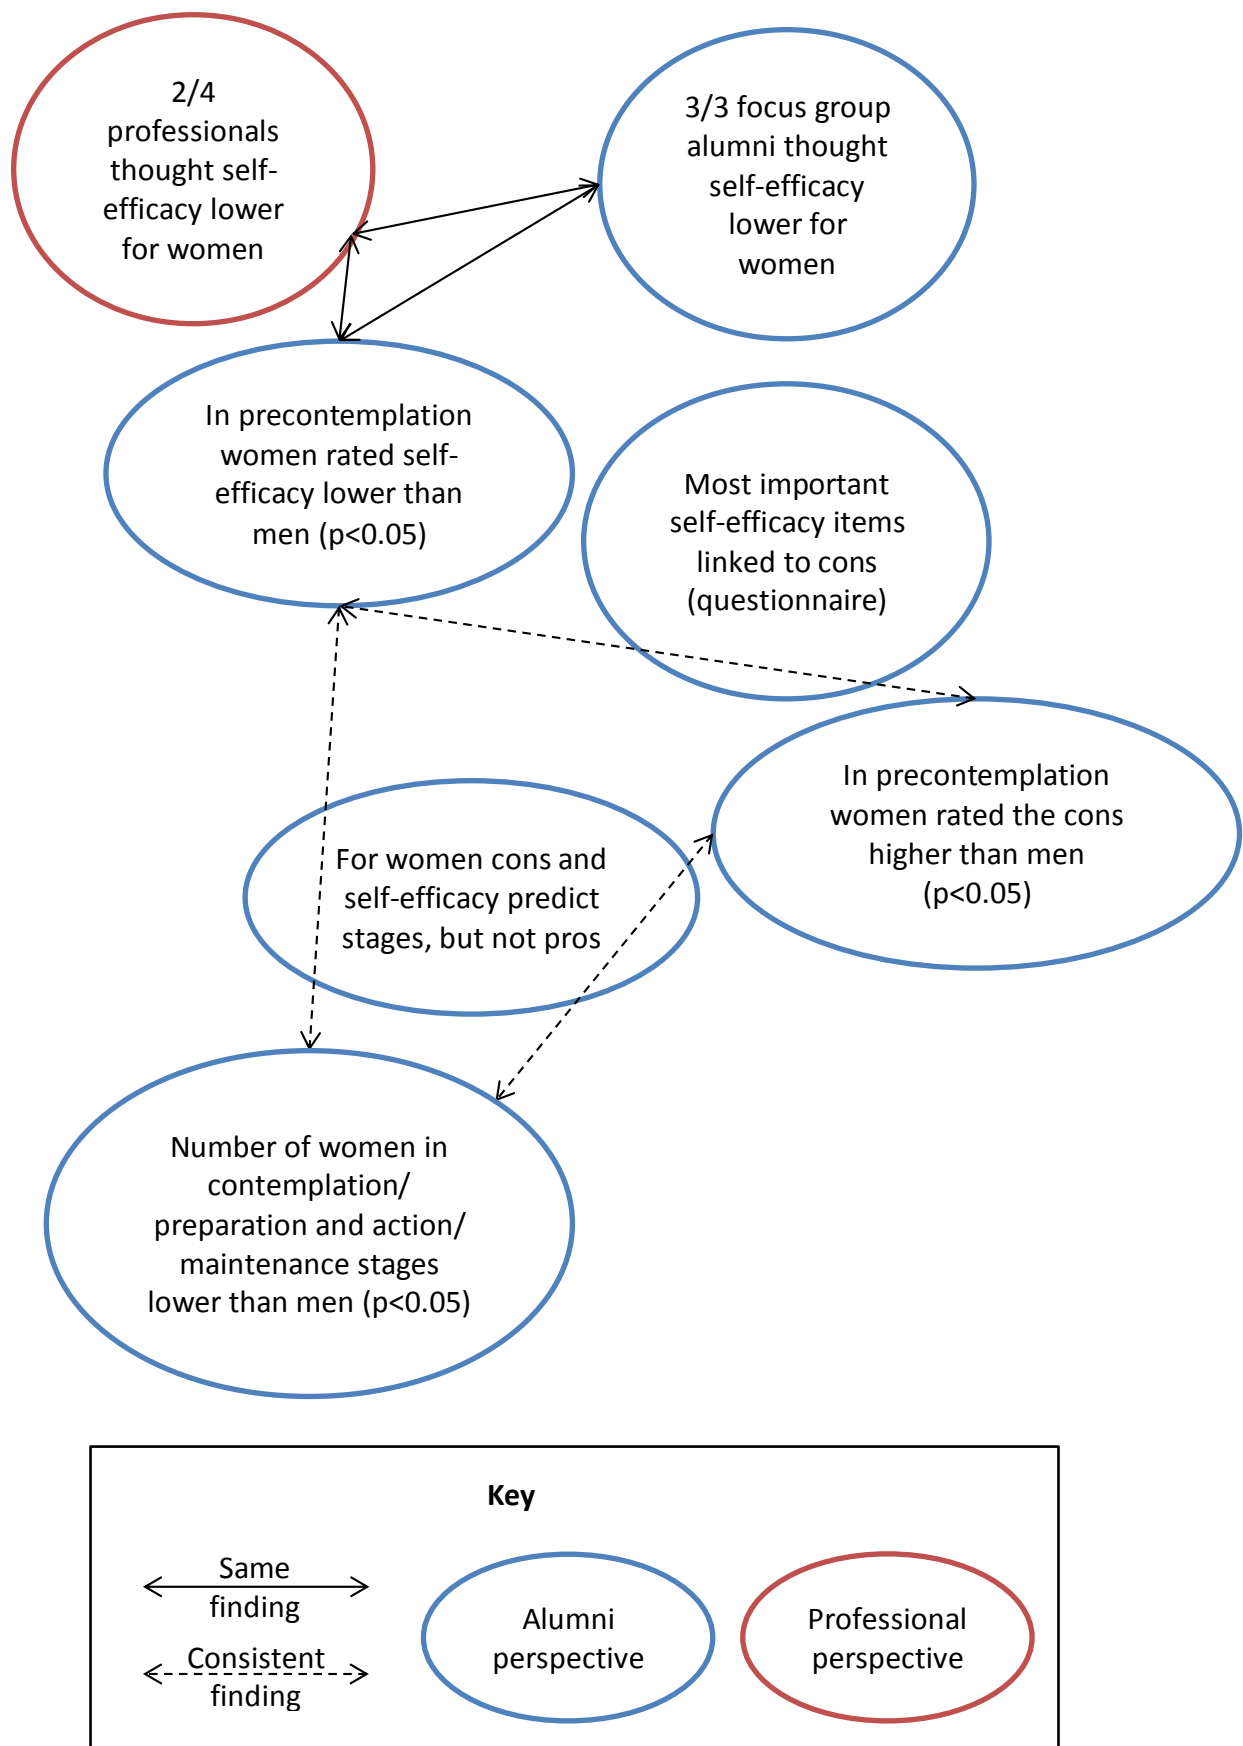 2/4
professionals
thought self-
efficacy lower
for women
3/3 focus group
alumni thought
self-efficacy
lower for
women
In precontemplation
women rated self-
efficacy lower than
men (p<0.05)
Most important
self-efficacy items
linked to cons
(questionnaire)
In precontemplation
women rated the cons
higher than men
(p<0.05)
For women cons and
self-efficacy predict
stages, but not pros
Number of women in
contemplation/
preparation and action/
maintenance stages
lower than men (p<0.05)
Key
Same
finding
Consistent
finding
Alumni
perspective
Professional
perspective